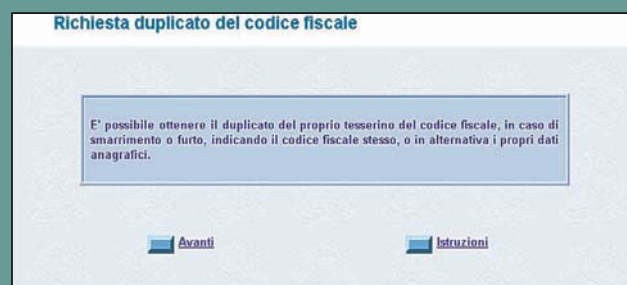 Richiesta duplicato del codice fiscale
E' possibile ottenere il duplicato del proprio tesserino del codice fiscale, in caso di
smarrimento o furto, indicando il codice fiscale stesso, o in alternativa i propri dati
anagrafici.
Avanti Istruzioni